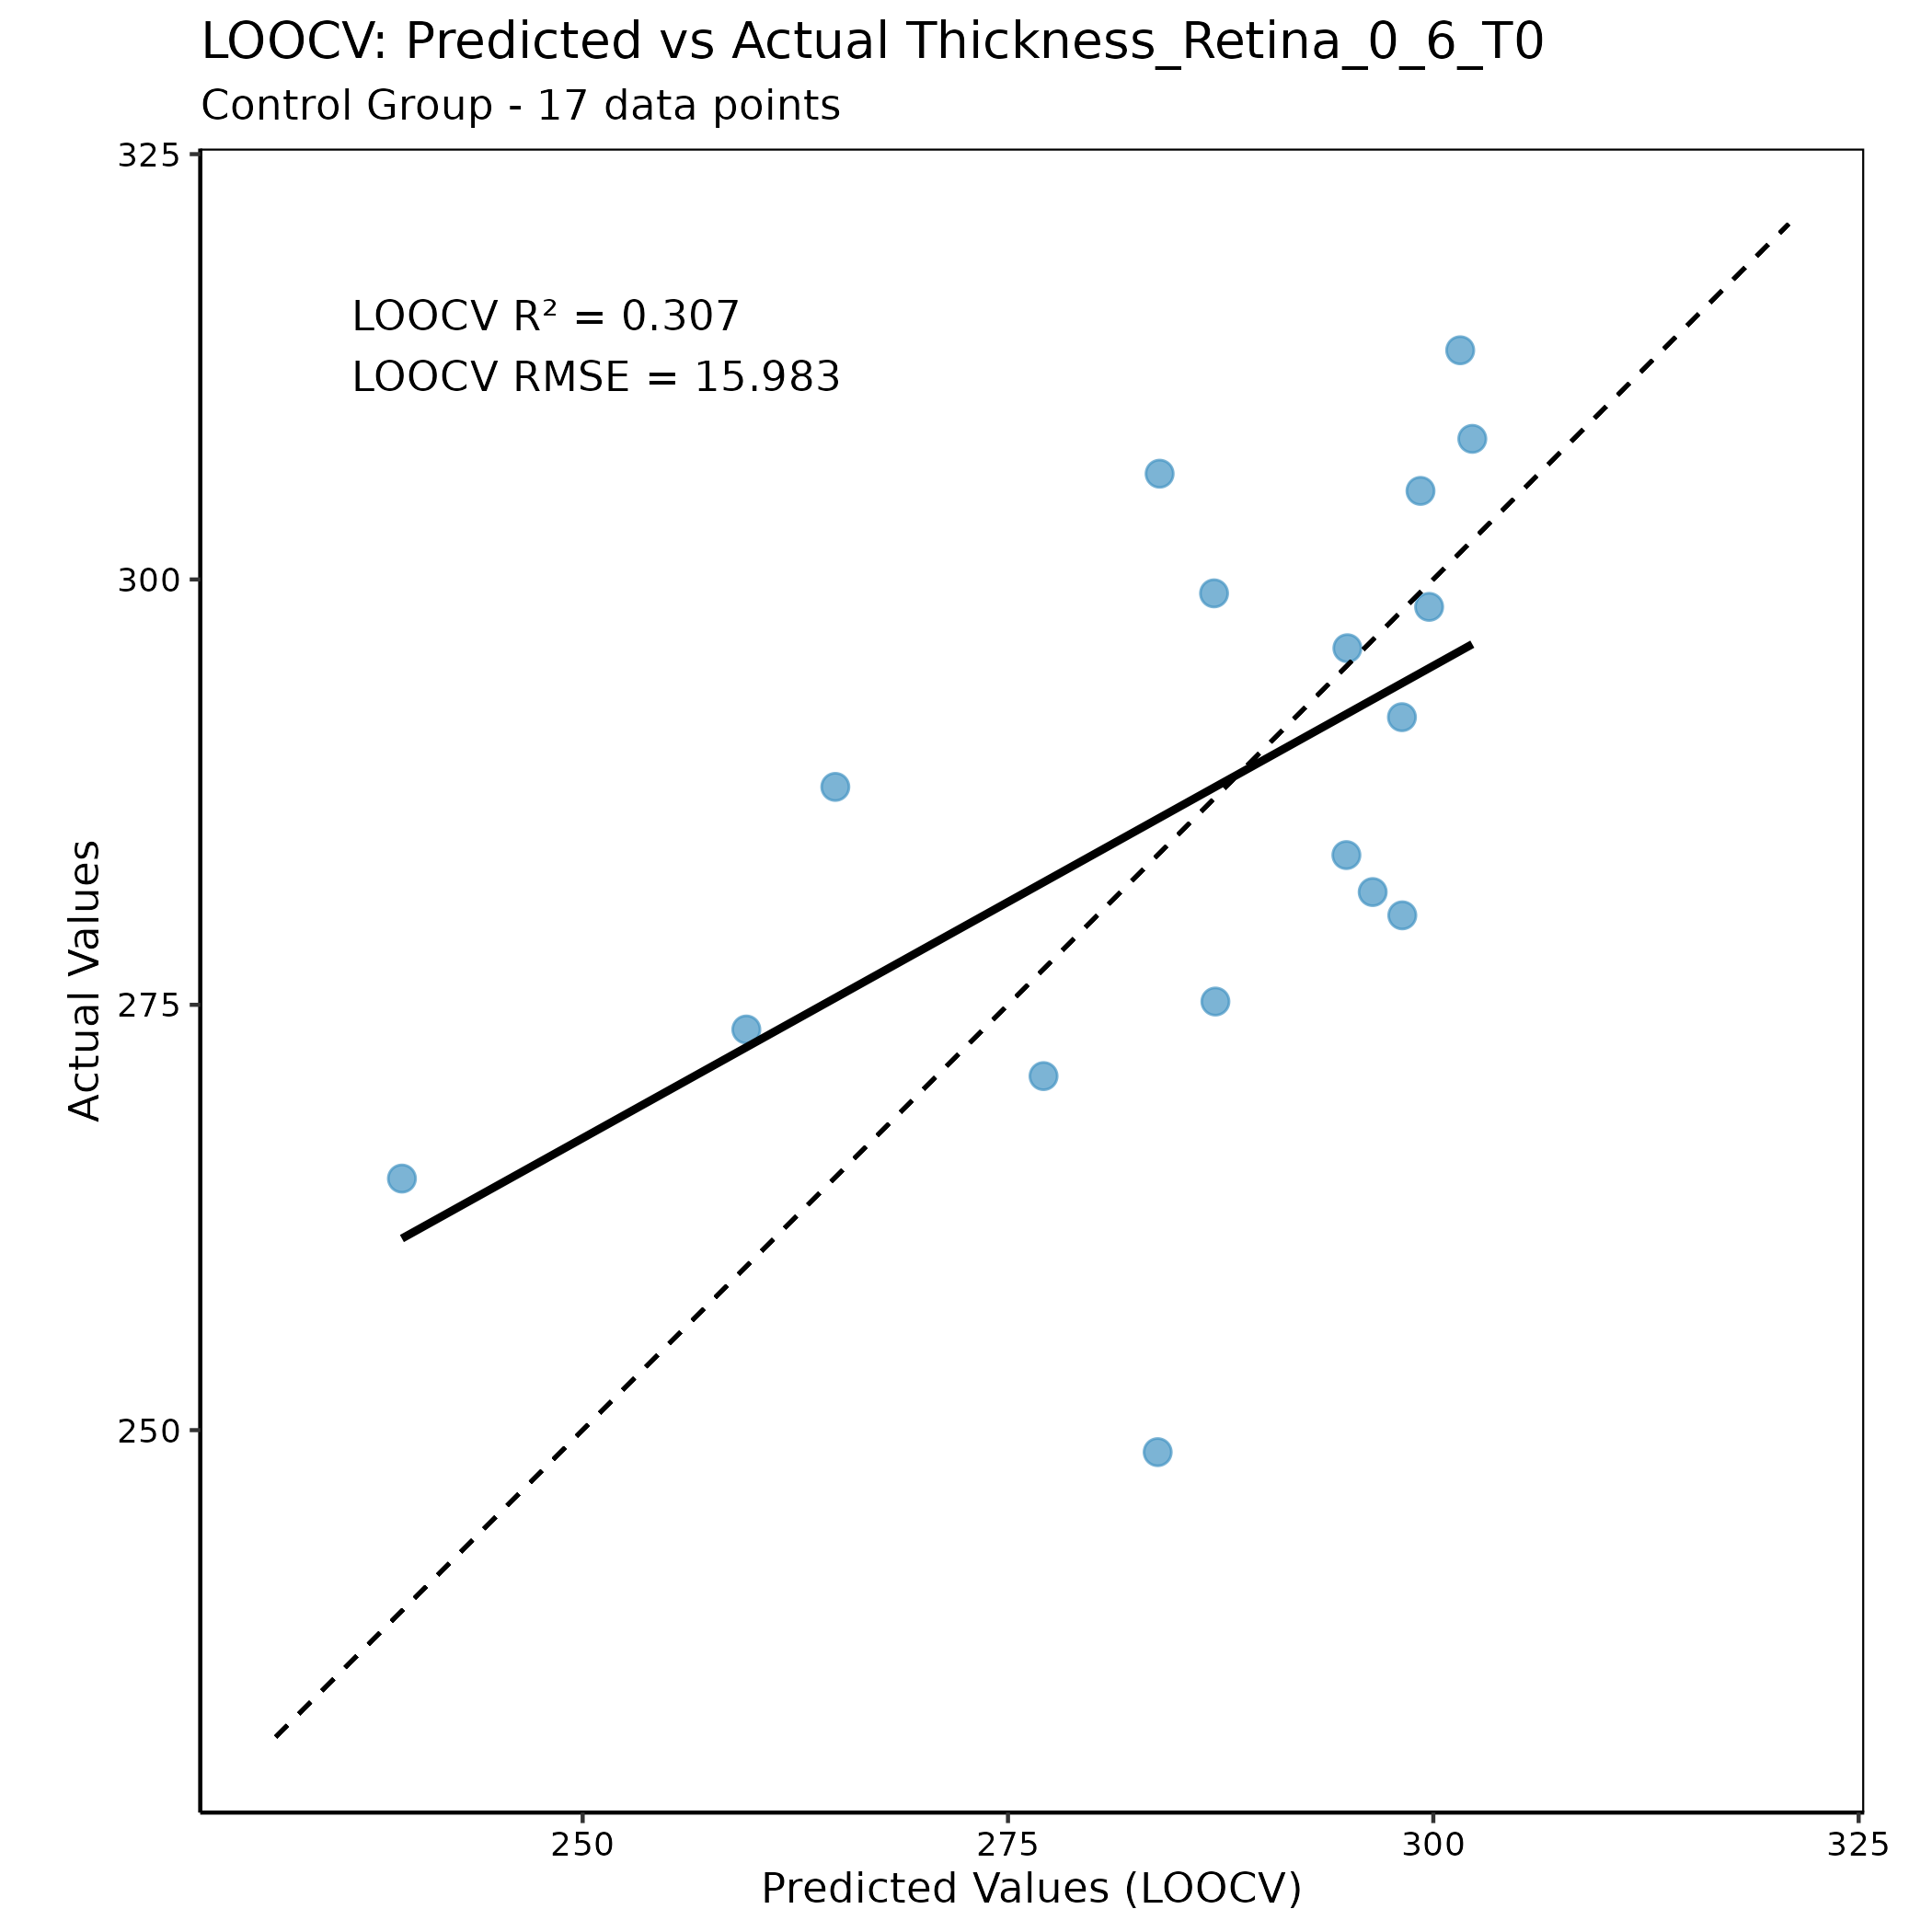 LOOCV: Predicted vs Actual Thickness_Retina_0_6_T0
Control Group - 17 data points
325
LOOCV R² = 0.307
LOOCV RMSE = 15.983
300
275
250
Actual Values
250 275 300 325
Predicted Values (LOOCV)